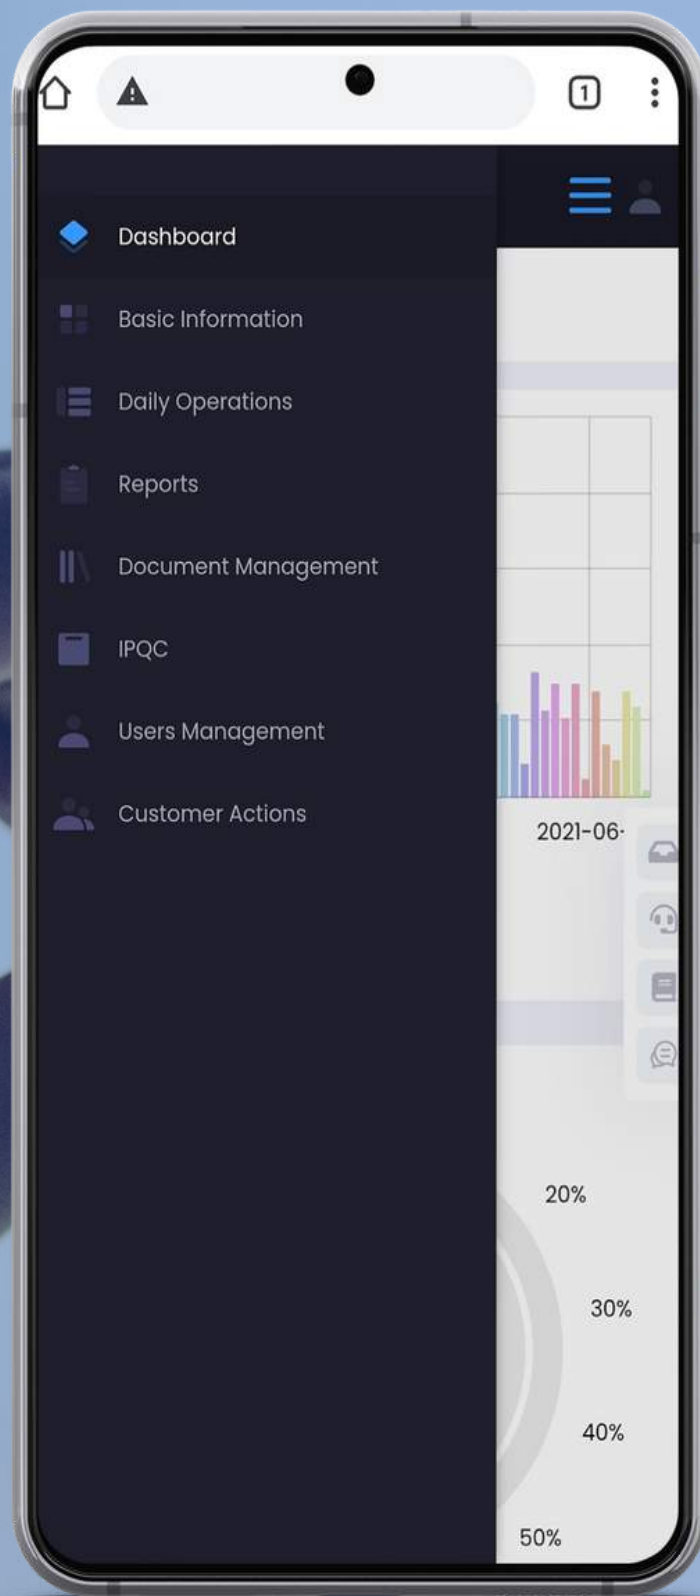 1
Dashboard
Basic Information
Daily Operations
Reports
Document Management
IPQC
Users Management
Customer Actions
2021-06-
20%
30%
40%
50%